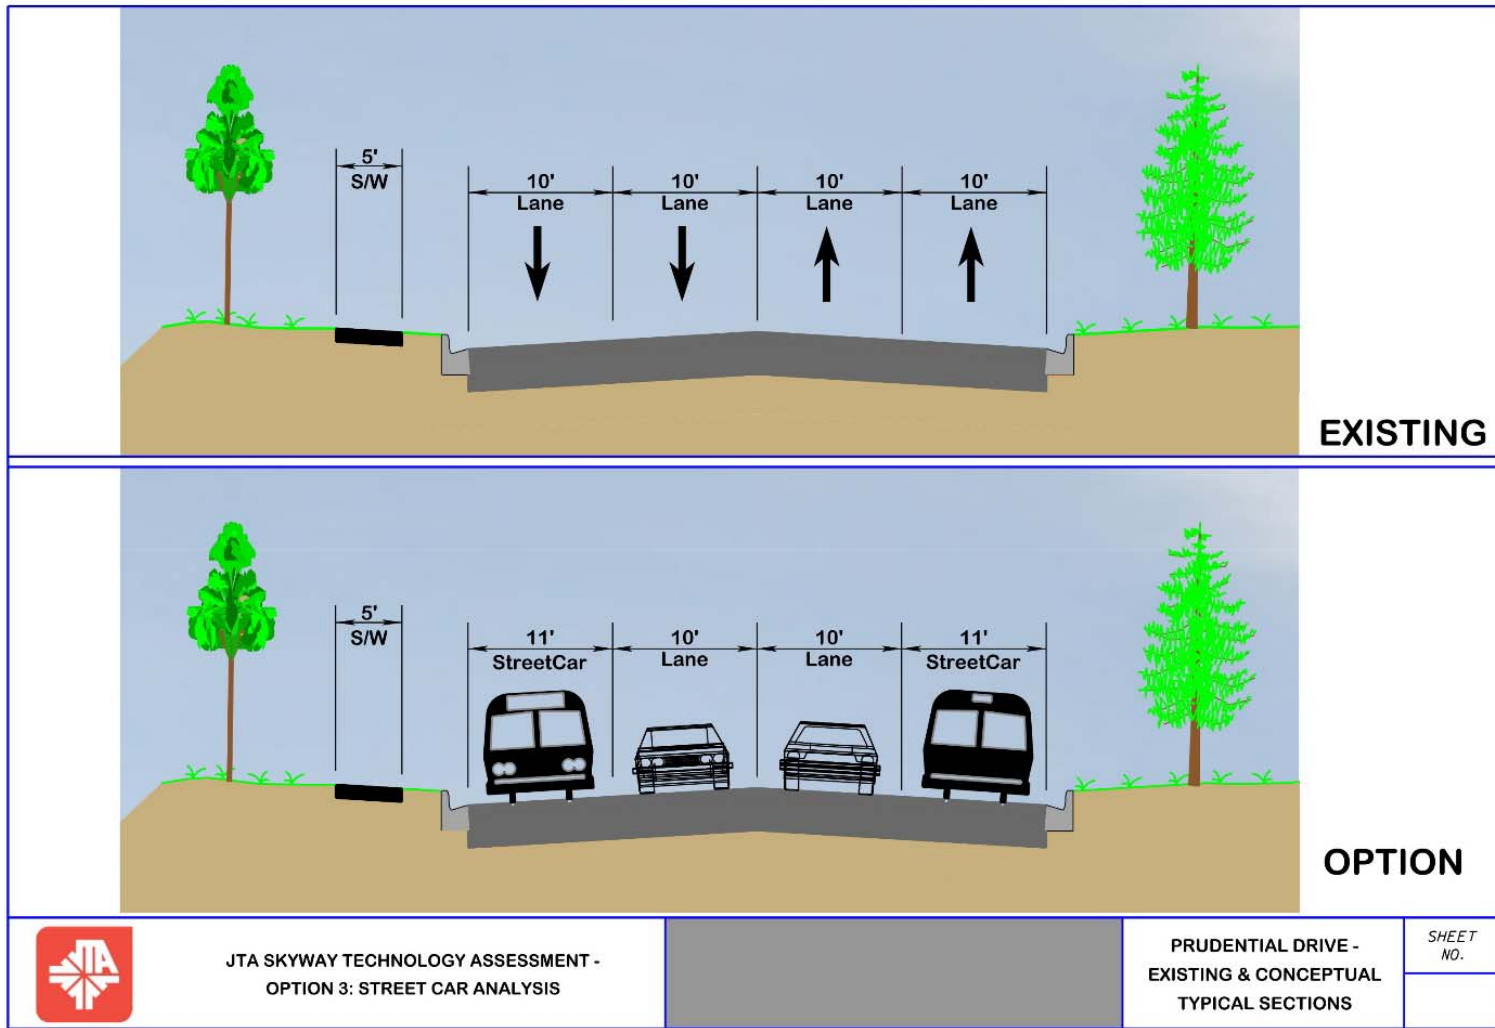 5'
S/W
10'
Lane
10'
Lane
10'
Lane
10'
Lane
EXISTING
5'
S/W
11'
StreetCar
10'
Lane
10'
Lane
11'
StreetCar
OPTION
JTA
JTA SKYWAY TECHNOLOGY ASSESSMENT -
OPTION 3: STREET CAR ANALYSIS
PRUDENTIAL DRIVE -
EXISTING & CONCEPTUAL
TYPICAL SECTIONS
SHEET
NO.